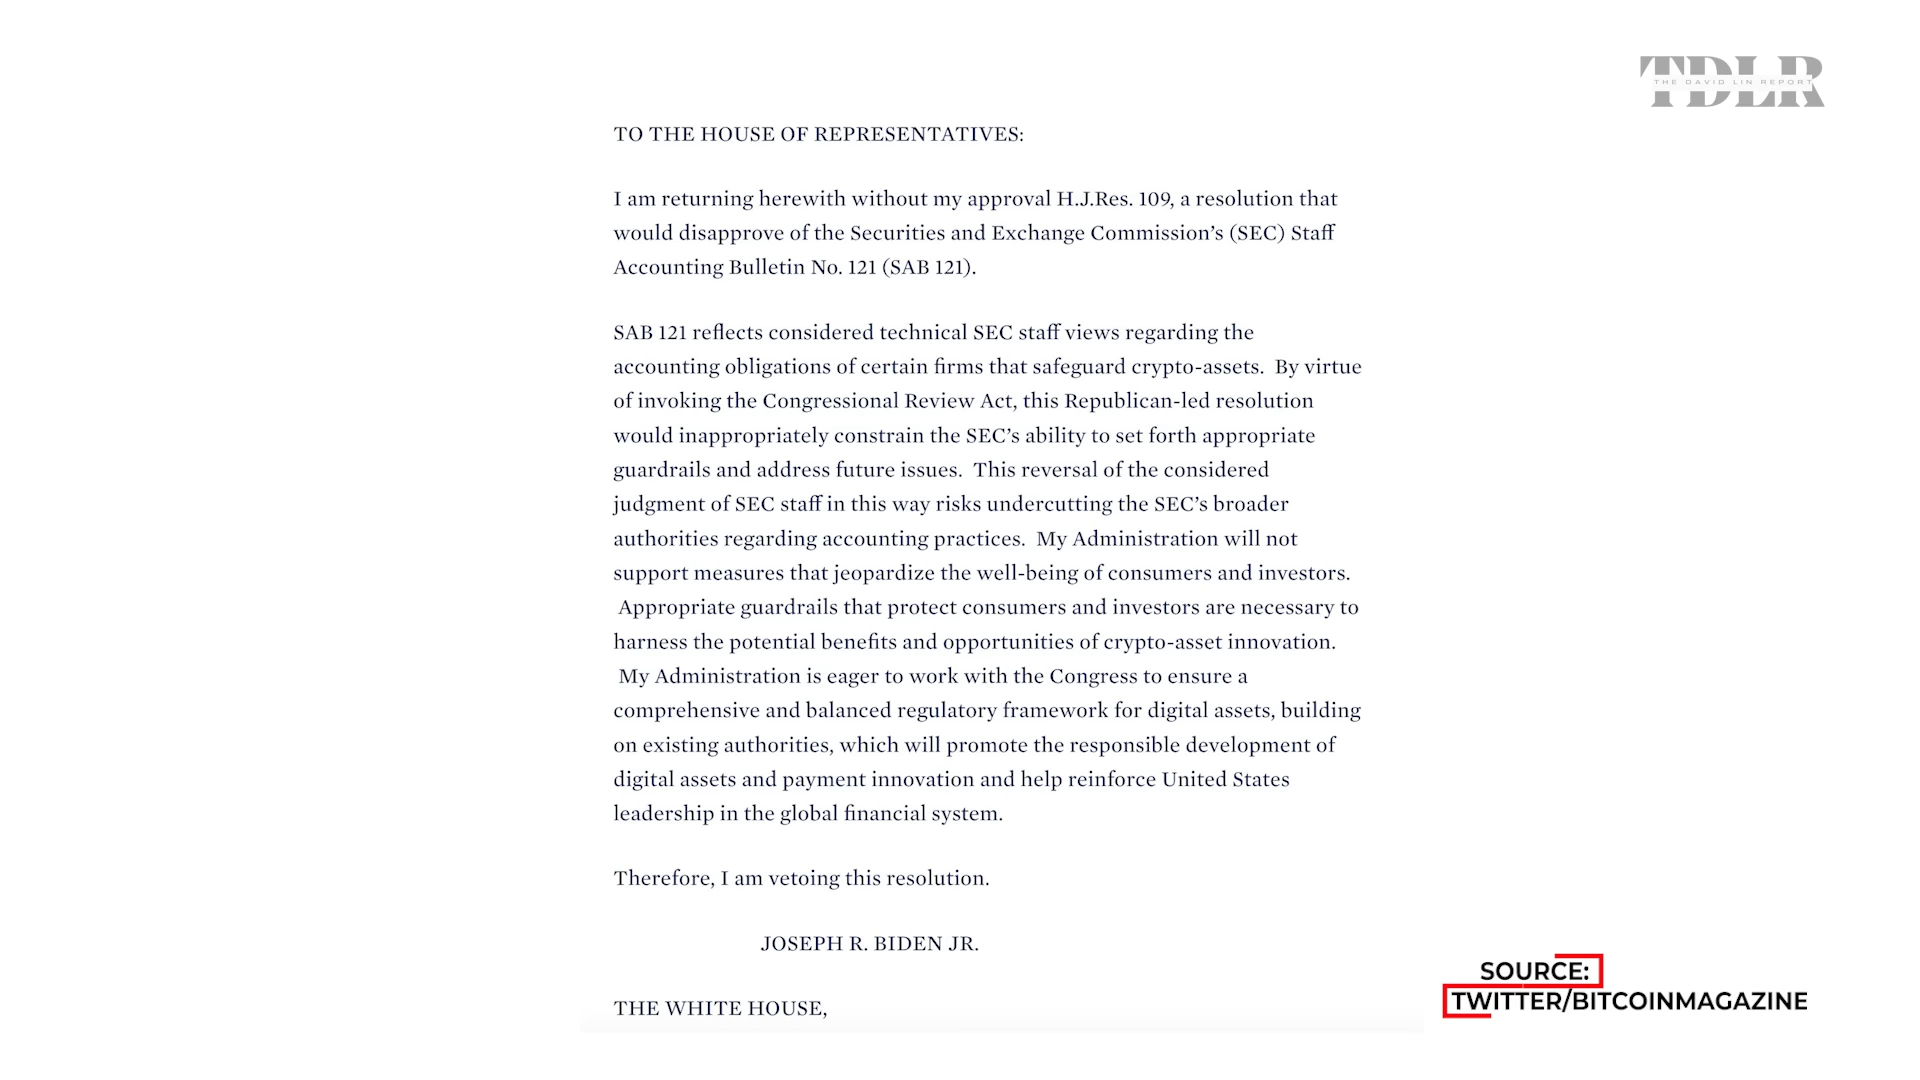 TDLR
THE DAVID LIN REPORT
TO THE HOUSE OF REPRESENTATIVES:
I am returning herewith without my approval H.J.Res. 109, a resolution that
would disapprove of the Securities and Exchange Commission’s (SEC) Staff
Accounting Bulletin No. 121 (SAB 121).
SAB 121 reflects considered technical SEC staff views regarding the
accounting obligations of certain firms that safeguard crypto-assets.  By virtue
of invoking the Congressional Review Act, this Republican-led resolution
would inappropriately constrain the SEC’s ability to set forth appropriate
guardrails and address future issues.  This reversal of the considered
judgment of SEC staff in this way risks undercutting the SEC’s broader
authorities regarding accounting practices.  My Administration will not
support measures that jeopardize the well-being of consumers and investors.
Appropriate guardrails that protect consumers and investors are necessary to
harness the potential benefits and opportunities of crypto-asset innovation.
My Administration is eager to work with the Congress to ensure a
comprehensive and balanced regulatory framework for digital assets, building
on existing authorities, which will promote the responsible development of
digital assets and payment innovation and help reinforce United States
leadership in the global financial system.
Therefore, I am vetoing this resolution.
JOSEPH R. BIDEN JR.
THE WHITE HOUSE,
SOURCE:
TWITTER/BITCOINMAGAZINE